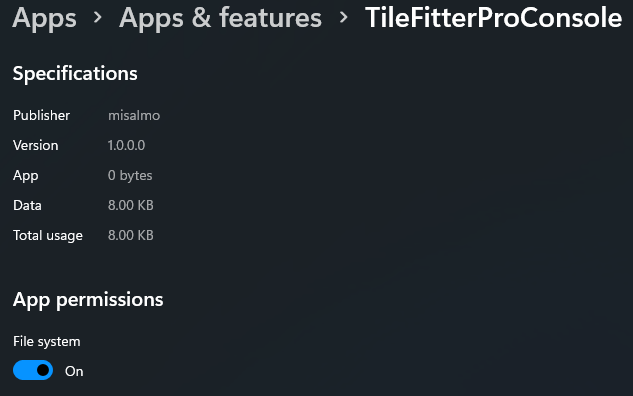 Apps > Apps & features > TileFitterProConsole
Specifications
Publisher misalmo
Version 1.0.0.0
App 0 bytes
Data 8.00 KB
Total usage 8.00 KB
App permissions
File system
On